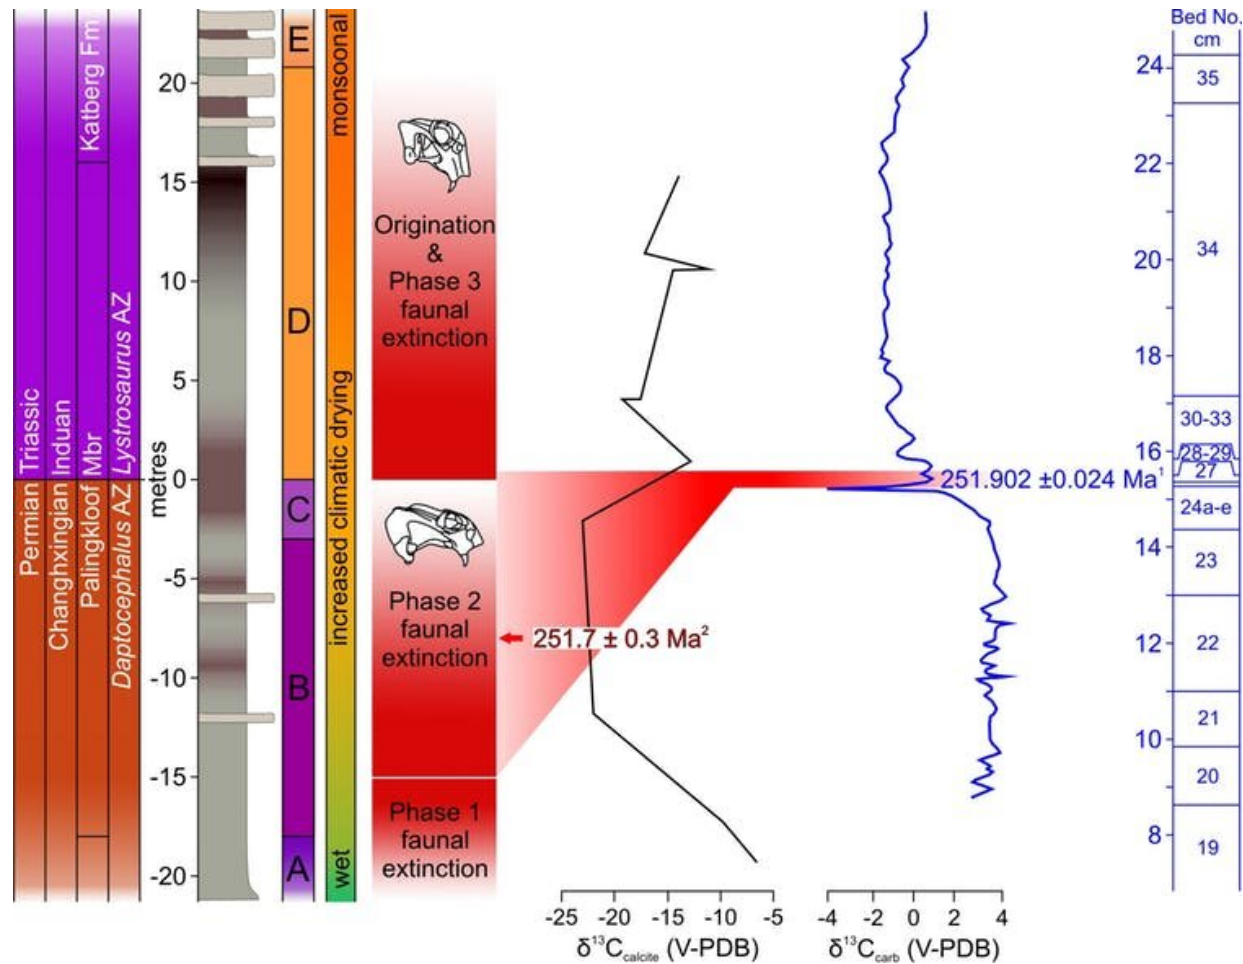 Permian Triassic
Changhxingian Induan
Palingkloof Mbr
Katberg Fm
Daptocephalus AZ Lystrosaurus AZ
metres
20
15
10
5
0
-5
-10
-15
-20
E
D
C
B
A
monsoonal
increased climatic drying
wet
Origination
&
Phase 3
faunal
extinction
Phase 2
faunal
extinction
Phase 1
faunal
extinction
251.7 ± 0.3 Ma²
251.902 ±0.024 Ma¹
-25 -20 -15 -10 -5
δ¹³Ccalcite (V-PDB)
-4 -2 0 2 4
δ¹³Ccarb (V-PDB)
24
22
20
18
16
14
12
10
8
Bed No.
cm
35
34
30-33
28-29
27
24a-e
23
22
21
20
19